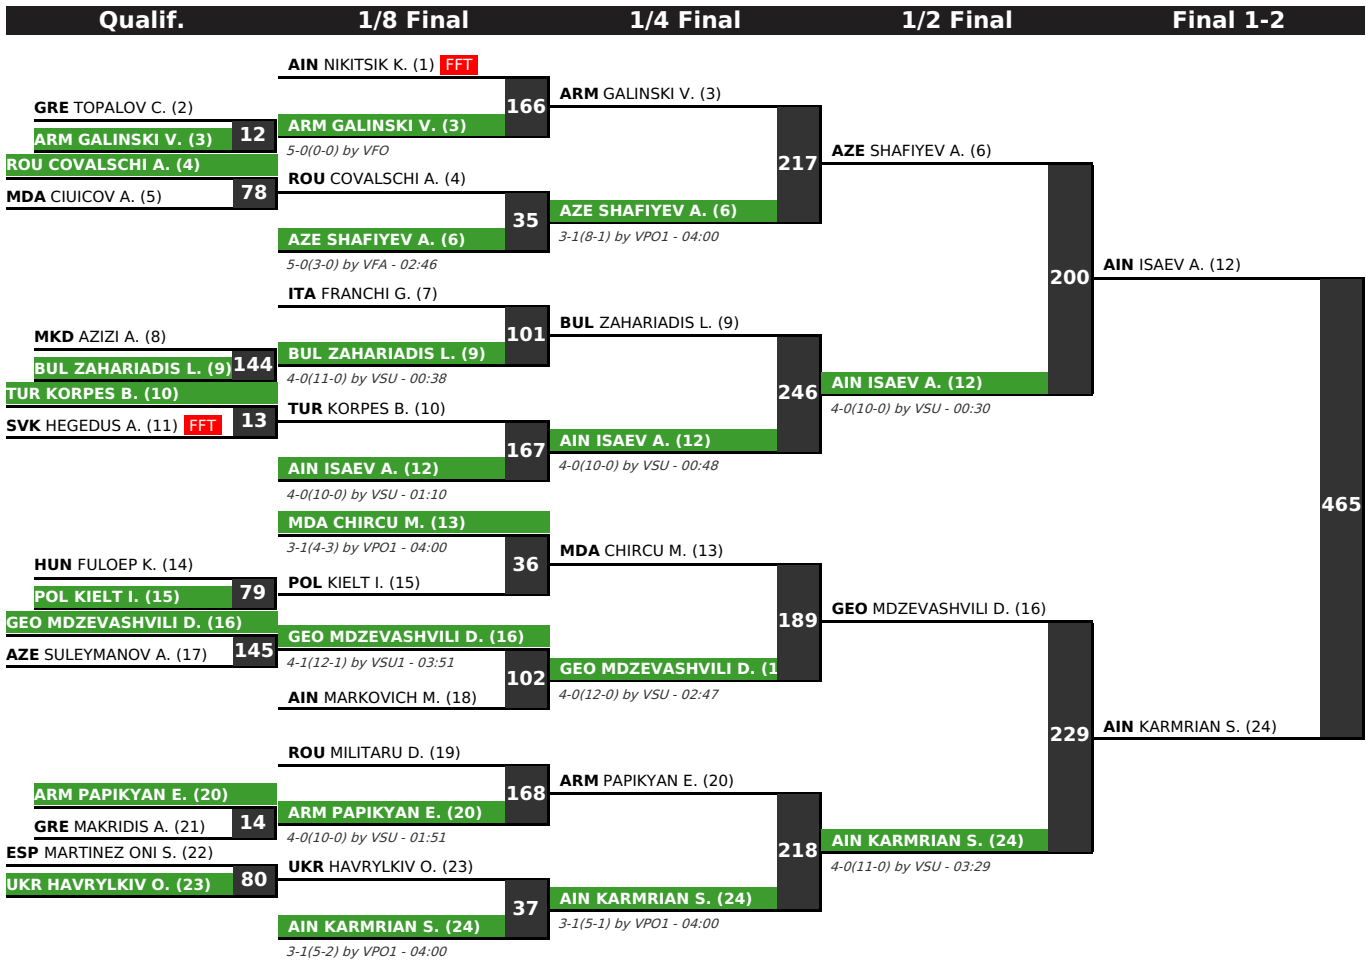 Qualif.
1/8 Final
1/4 Final
1/2 Final
Final 1-2
GRE TOPALOV C. (2)
ARM GALINSKI V. (3)
12
ROU COVALSCHI A. (4)
MDA CIUICOV A. (5)
78
MKD AZIZI A. (8)
BUL ZAHARIADIS L. (9)
144
TUR KORPES B. (10)
SVK HEGEDUS A. (11) FFT
13
HUN FULOEP K. (14)
POL KIELT I. (15)
79
GEO MDZEVASHVILI D. (16)
AZE SULEYMANOV A. (17)
145
ARM PAPIKYAN E. (20)
GRE MAKRIDIS A. (21)
14
ESP MARTINEZ ONI S. (22)
UKR HAVRYLKIV O. (23)
80
AIN NIKITSIK K. (1) FFT
166
ARM GALINSKI V. (3)
5-0(0-0) by VFO
ROU COVALSCHI A. (4)
35
AZE SHAFIYEV A. (6)
5-0(3-0) by VFA - 02:46
ITA FRANCHI G. (7)
101
BUL ZAHARIADIS L. (9)
4-0(11-0) by VSU - 00:38
TUR KORPES B. (10)
167
AIN ISAEV A. (12)
4-0(10-0) by VSU - 01:10
MDA CHIRCU M. (13)
3-1(4-3) by VPO1 - 04:00
36
POL KIELT I. (15)
GEO MDZEVASHVILI D. (16)
4-1(12-1) by VSU1 - 03:51
102
AIN MARKOVICH M. (18)
ROU MILITARU D. (19)
168
ARM PAPIKYAN E. (20)
4-0(10-0) by VSU - 01:51
UKR HAVRYLKIV O. (23)
37
AIN KARMRIAN S. (24)
3-1(5-2) by VPO1 - 04:00
ARM GALINSKI V. (3)
217
AZE SHAFIYEV A. (6)
3-1(8-1) by VPO1 - 04:00
BUL ZAHARIADIS L. (9)
246
AIN ISAEV A. (12)
4-0(10-0) by VSU - 00:48
MDA CHIRCU M. (13)
189
GEO MDZEVASHVILI D. (1
4-0(12-0) by VSU - 02:47
ARM PAPIKYAN E. (20)
218
AIN KARMRIAN S. (24)
3-1(5-1) by VPO1 - 04:00
AZE SHAFIYEV A. (6)
200
AIN ISAEV A. (12)
4-0(10-0) by VSU - 00:30
GEO MDZEVASHVILI D. (16)
229
AIN KARMRIAN S. (24)
4-0(11-0) by VSU - 03:29
AIN ISAEV A. (12)
465
AIN KARMRIAN S. (24)